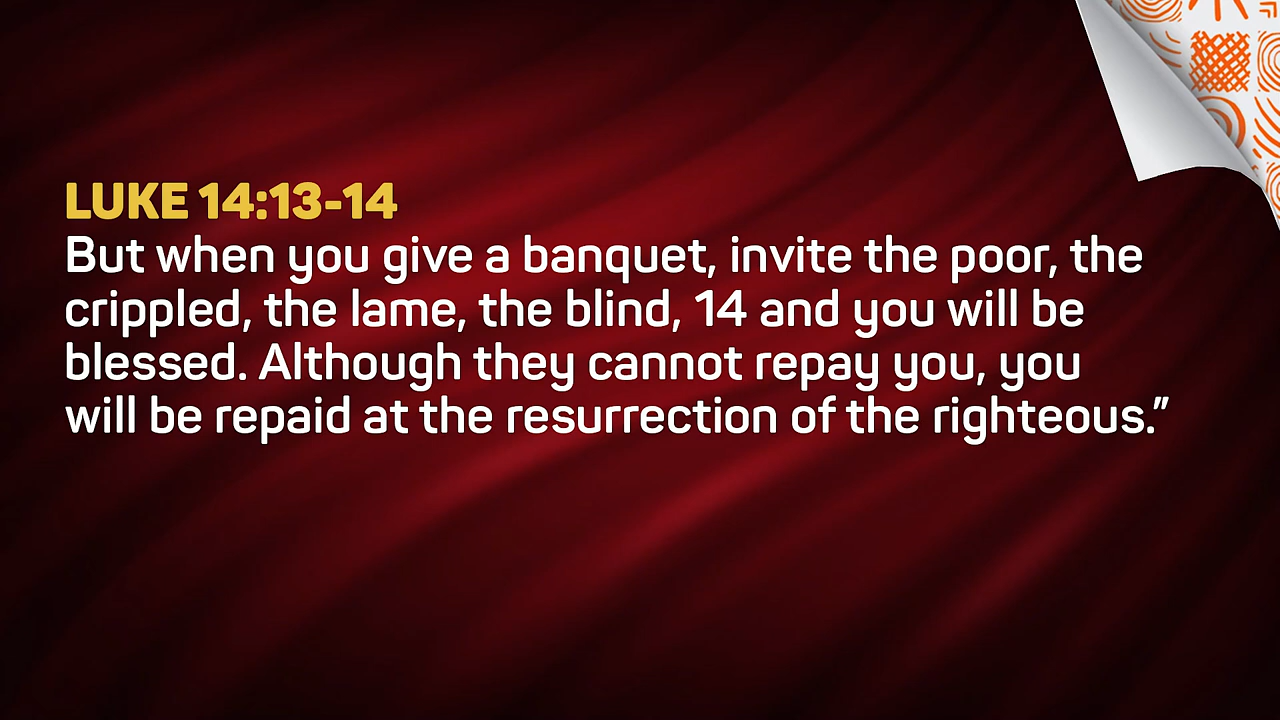 LUKE 14:13-14
But when you give a banquet, invite the poor, the
crippled, the lame, the blind, 14 and you will be
blessed. Although they cannot repay you, you
will be repaid at the resurrection of the righteous.”